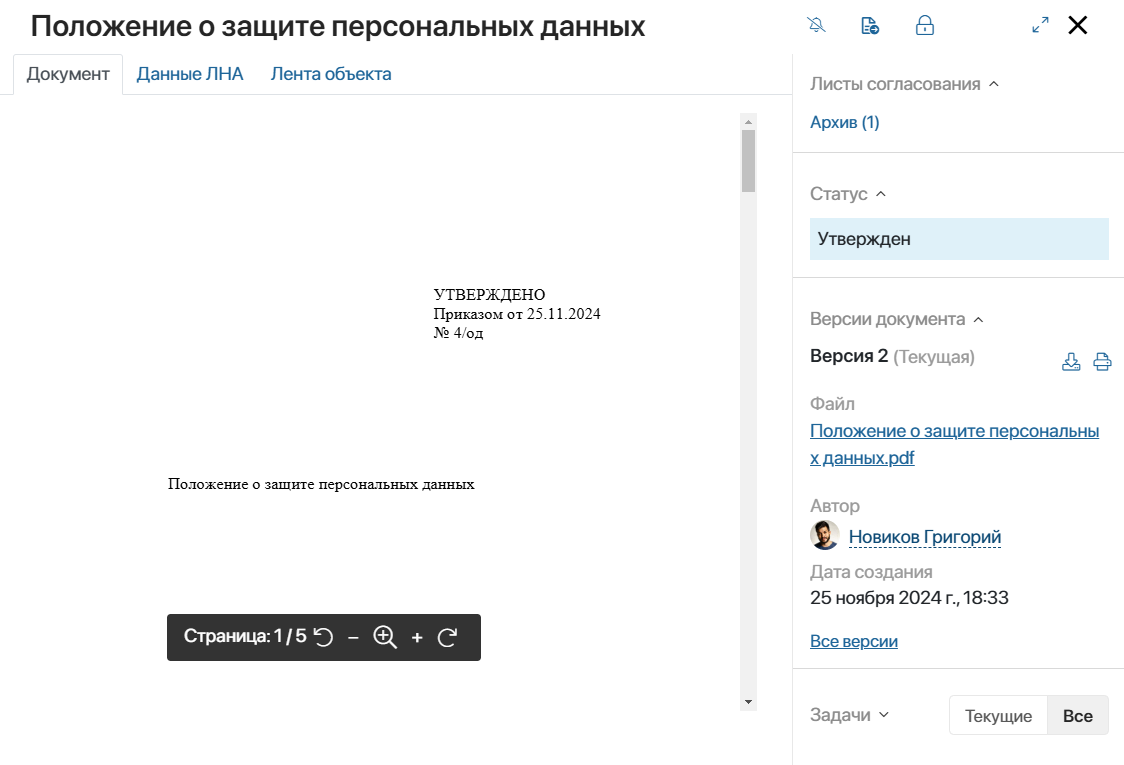 Положение о защите персональных данных
Документ
Данные ЛНА
Лента объекта
УТВЕРЖДЕНО
Приказом от 25.11.2024
№ 4/од
Положение о защите персональных данных
Страница: 1 / 5
Листы согласования
Архив (1)
Статус
Утвержден
Версии документа
Версия 2 (Текущая)
Файл
Положение о защите персональны
х данных.pdf
Автор
Новиков Григорий
Дата создания
25 ноября 2024 г., 18:33
Все версии
Задачи
Текущие
Все